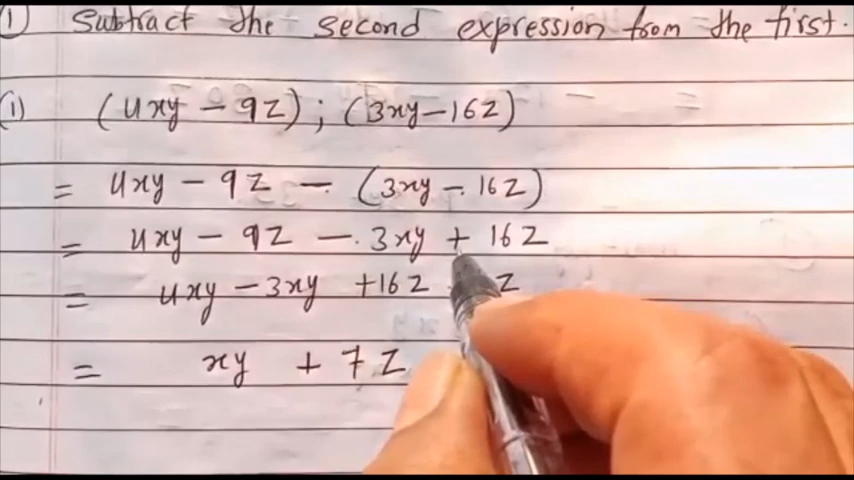 1) Subtract the second expression from the first.
(i) (4xy - 9z) ; (3xy - 16z)
= 4xy - 9z - (3xy - 16z)
= 4xy - 9z - 3xy + 16z
= 4xy - 3xy + 16z z
= xy + 7z